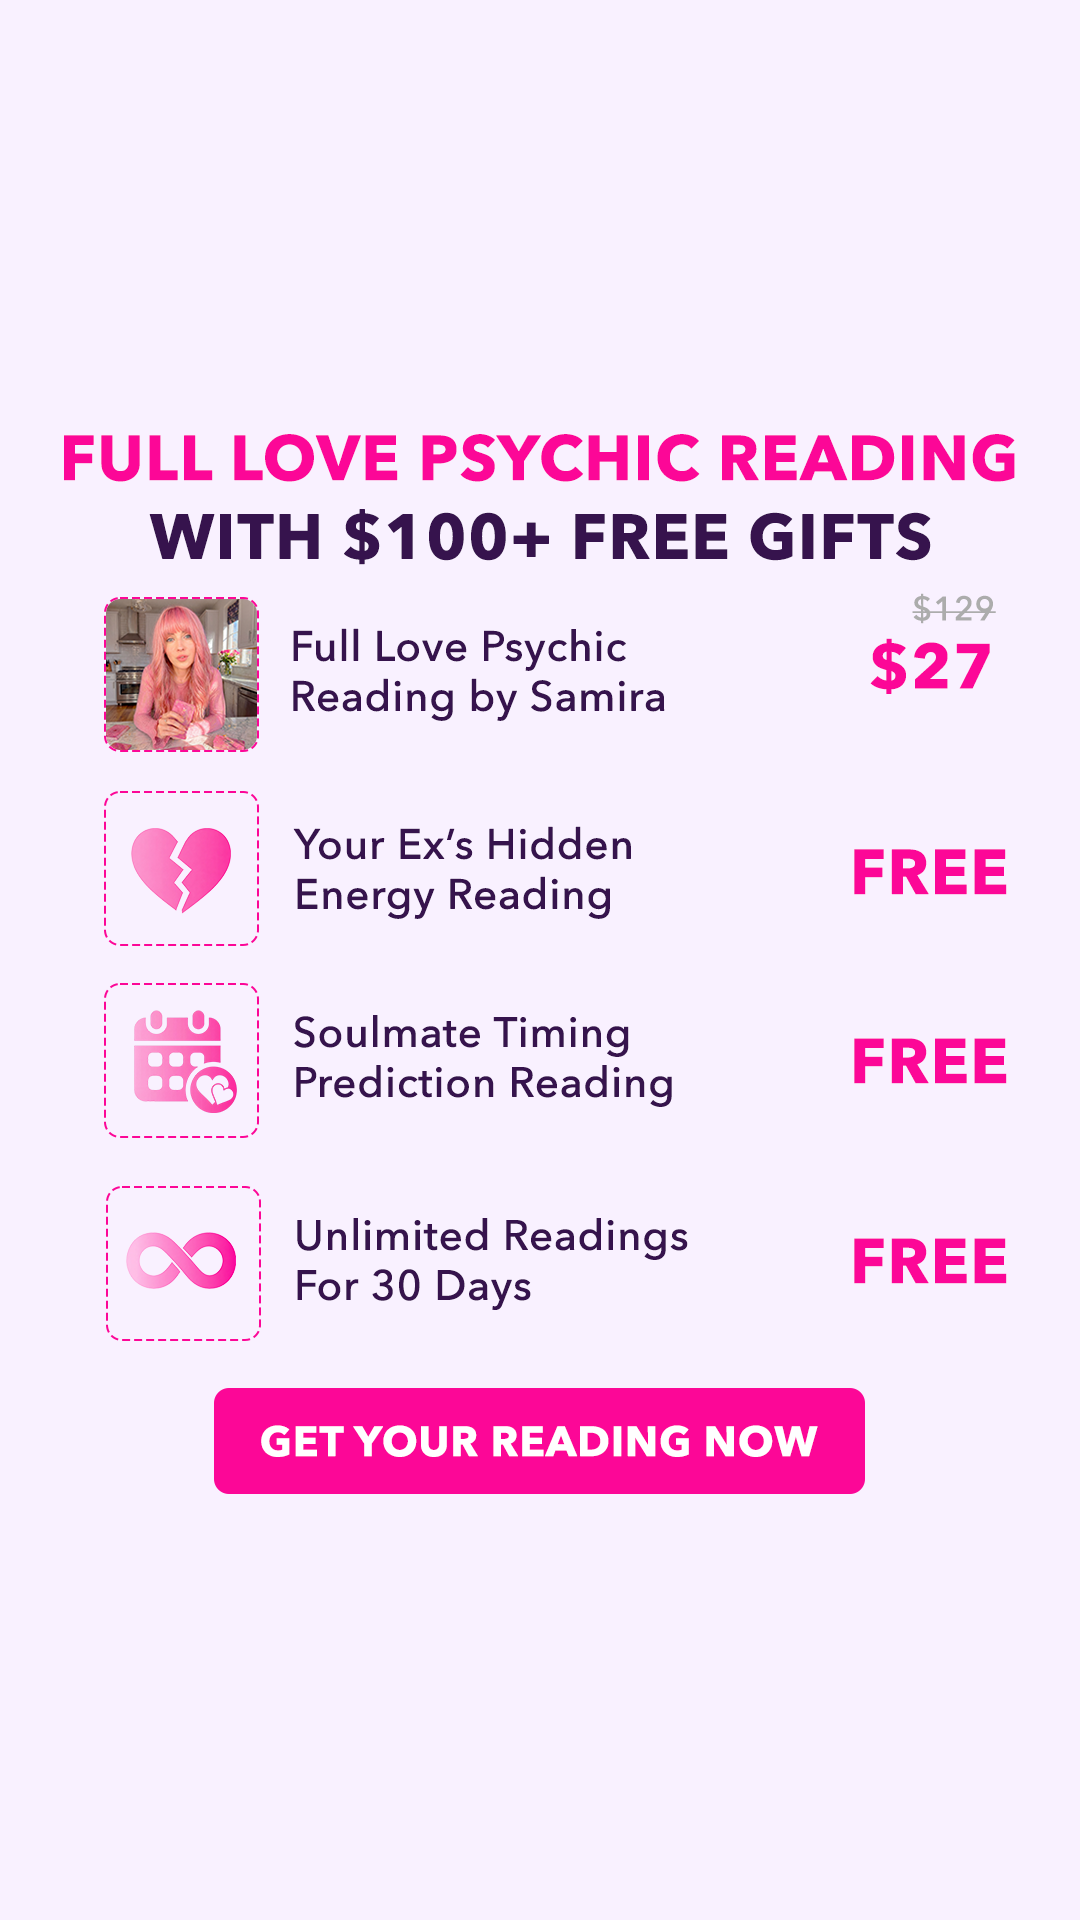 FULL LOVE PSYCHIC READING
WITH $100+ FREE GIFTS
$129
Full Love Psychic
Reading by Samira
$27
Your Ex’s Hidden
Energy Reading
FREE
Soulmate Timing
Prediction Reading
FREE
Unlimited Readings
For 30 Days
FREE
GET YOUR READING NOW